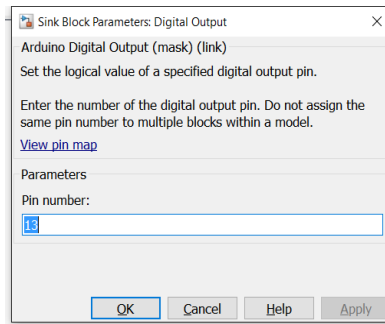 Sink Block Parameters: Digital Output
Arduino Digital Output (mask) (link)
Set the logical value of a specified digital output pin.
Enter the number of the digital output pin. Do not assign the
same pin number to multiple blocks within a model.
View pin map
Parameters
Pin number:
13
OK Cancel Help Apply